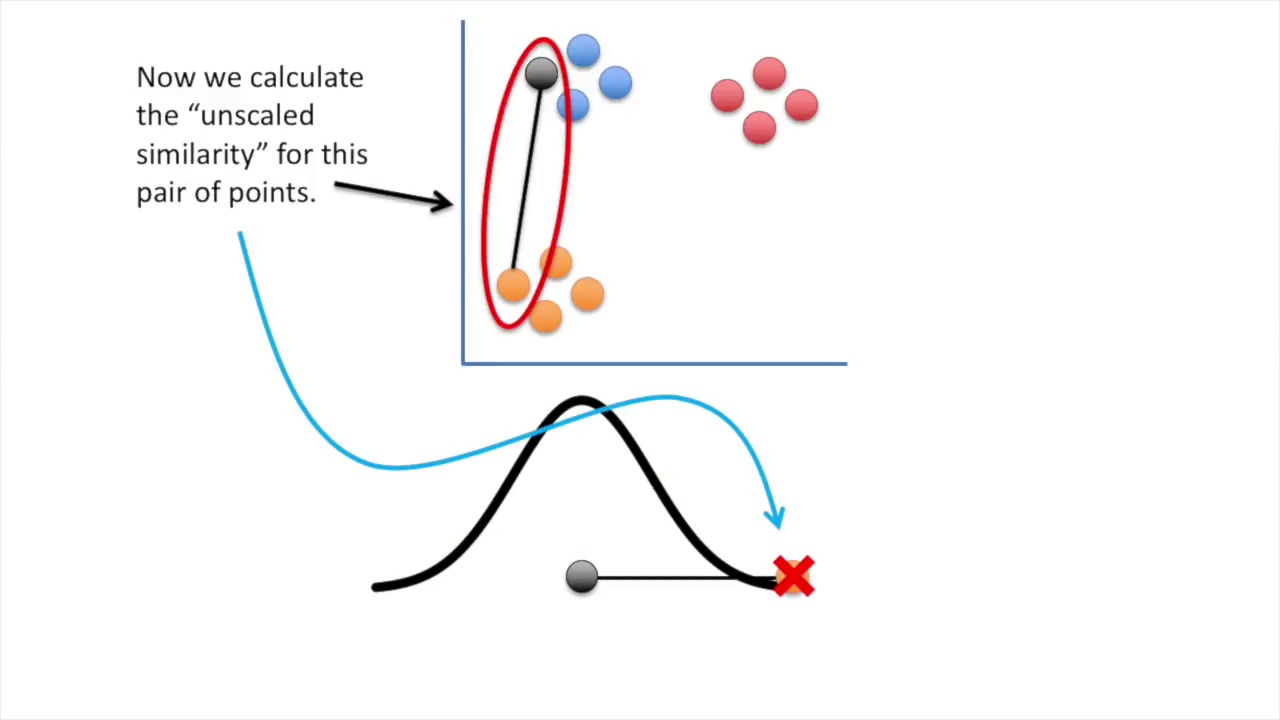 Now we calculate
the “unscaled
similarity” for this
pair of points.